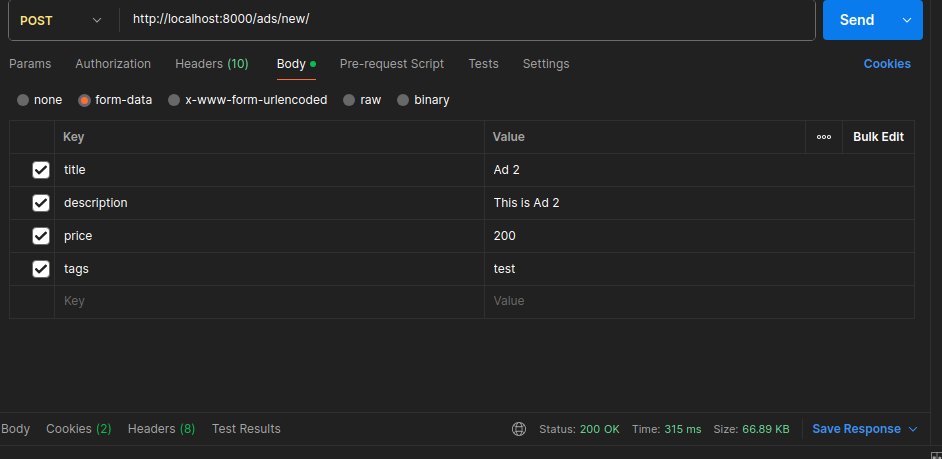 POST http://localhost:8000/ads/new/ Send
Params Authorization Headers (10) Body Pre-request Script Tests Settings Cookies
none form-data x-www-form-urlencoded raw binary
Key Value Bulk Edit
title Ad 2
description This is Ad 2
price 200
tags test
Key Value
Body Cookies (2) Headers (8) Test Results Status: 200 OK Time: 315 ms Size: 66.89 KB Save Response